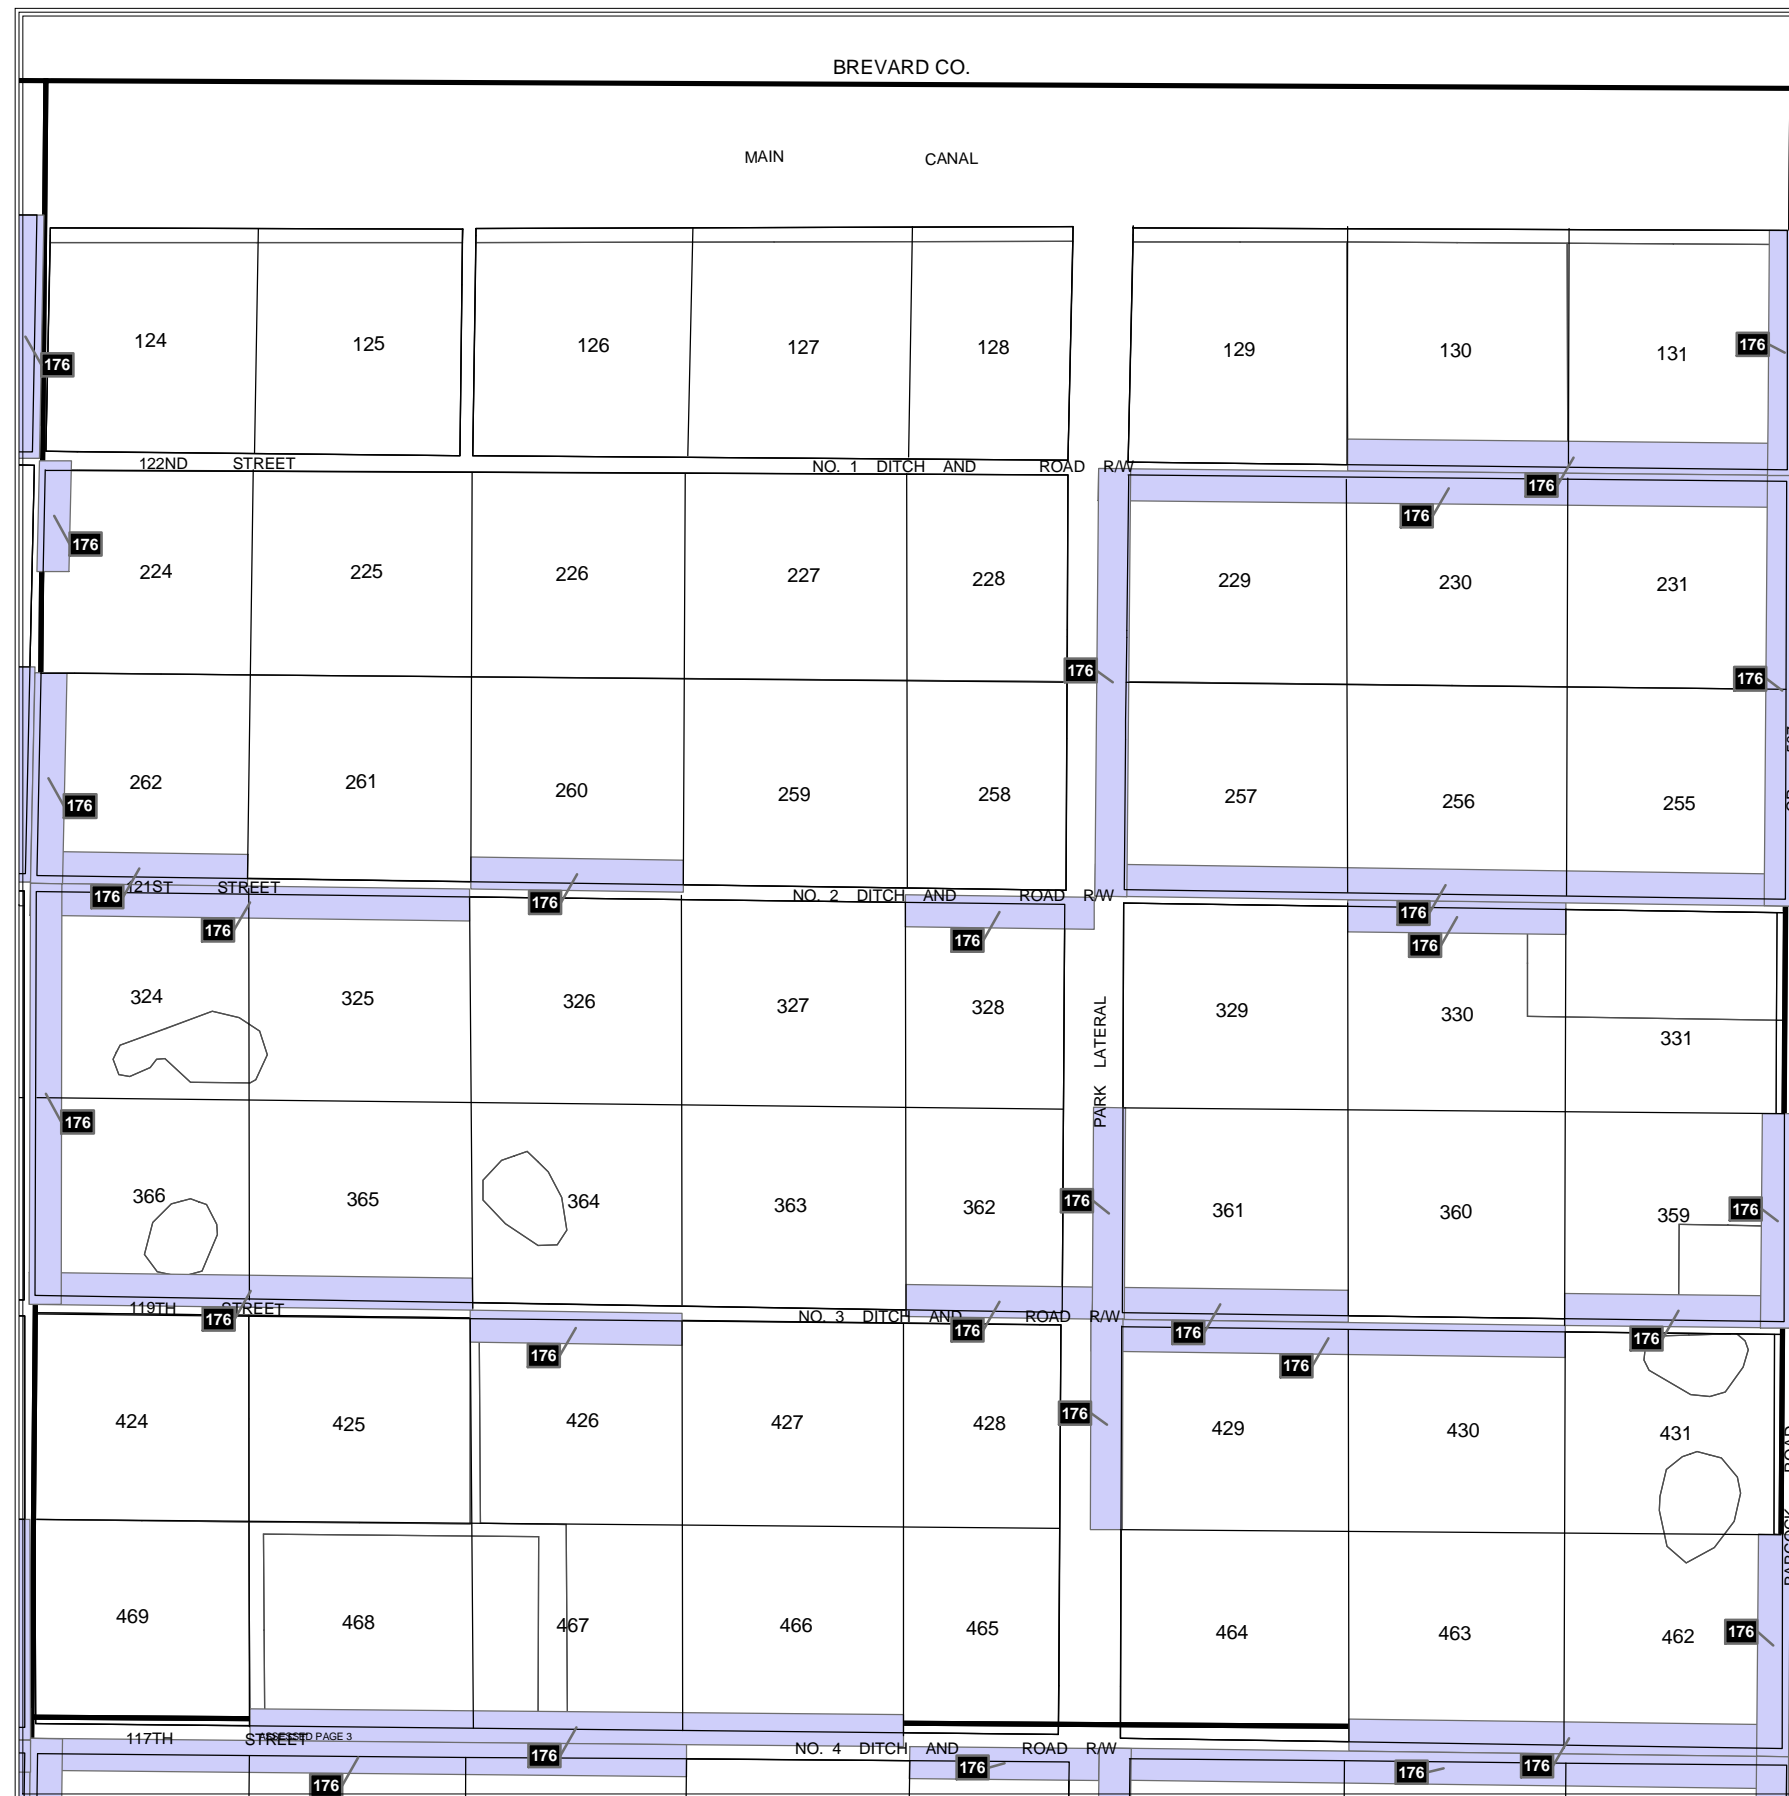 BREVARD CO.
MAIN CANAL
124 125 126 127 128 129 130 131
176 176
122ND STREET NO. 1 DITCH AND ROAD R/W
176 176
176
224 225 226 227 228 229 230 231
176 176
262 261 260 259 258 257 256 255
176
121ST STREET NO. 2 DITCH AND ROAD R/W
176 176 176
176 176 176
324 325 326 327 328 329 330 331
PARK LATERAL
176
366 365 364 363 362 361 360 359
176 176
119TH STREET NO. 3 DITCH AND ROAD R/W
176 176 176 176
176 176
424 425 426 427 428 429 430 431
176
BABCOCK ROAD
469 468 467 466 465 464 463 462
176
117TH STREET ASSESSED PAGE 3 NO. 4 DITCH AND ROAD R/W
176 176 176 176
176